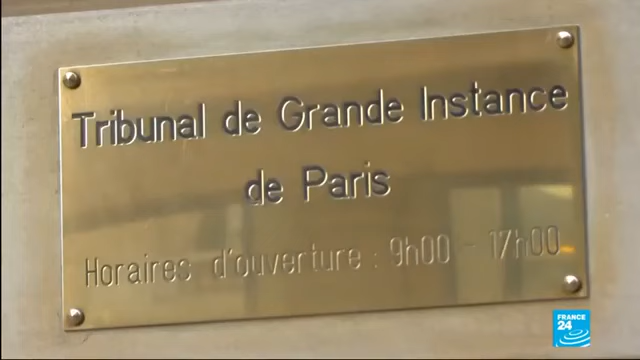 Tribunal de Grande Instance
de Paris
Horaires d'ouverture : 9h00 - 17h00
FRANCE
24